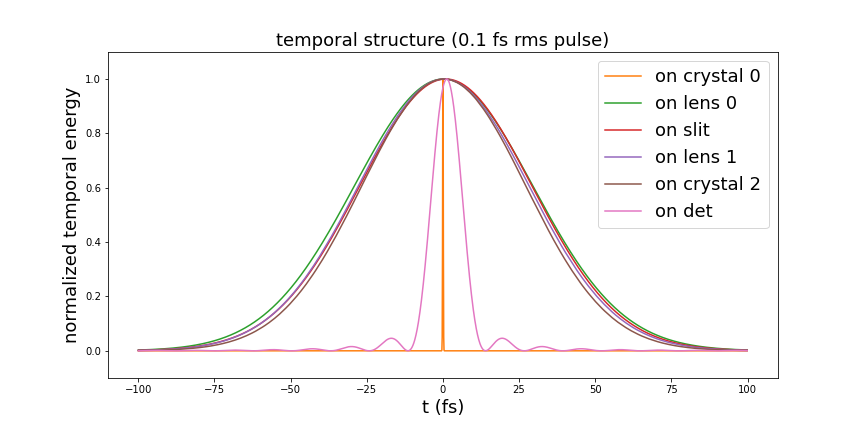 temporal structure (0.1 fs rms pulse)
normalized temporal energy
1.0
0.8
0.6
0.4
0.2
0.0
on crystal 0
on lens 0
on slit
on lens 1
on crystal 2
on det
−100
−75
−50
−25
0
25
50
75
100
t (fs)